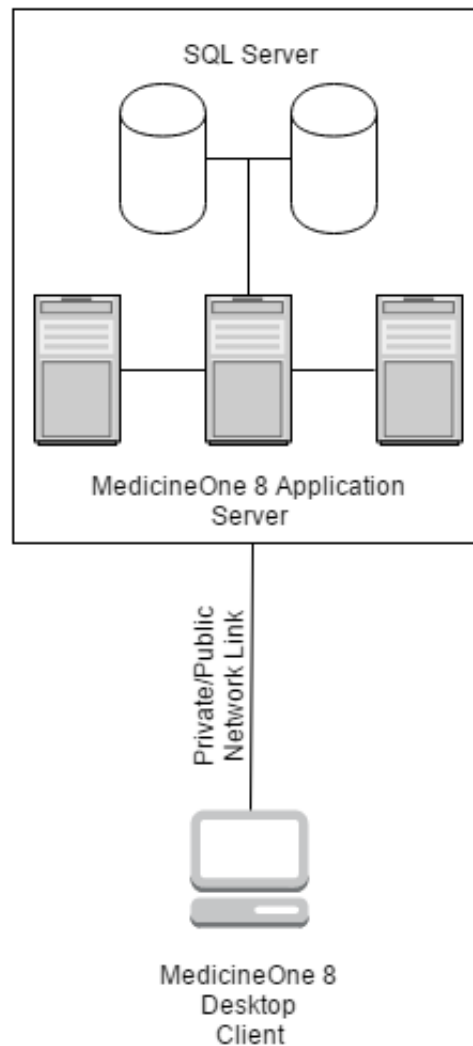 SQL Server
MedicineOne 8 Application
Server
Private/Public
Network Link
MedicineOne 8
Desktop
Client